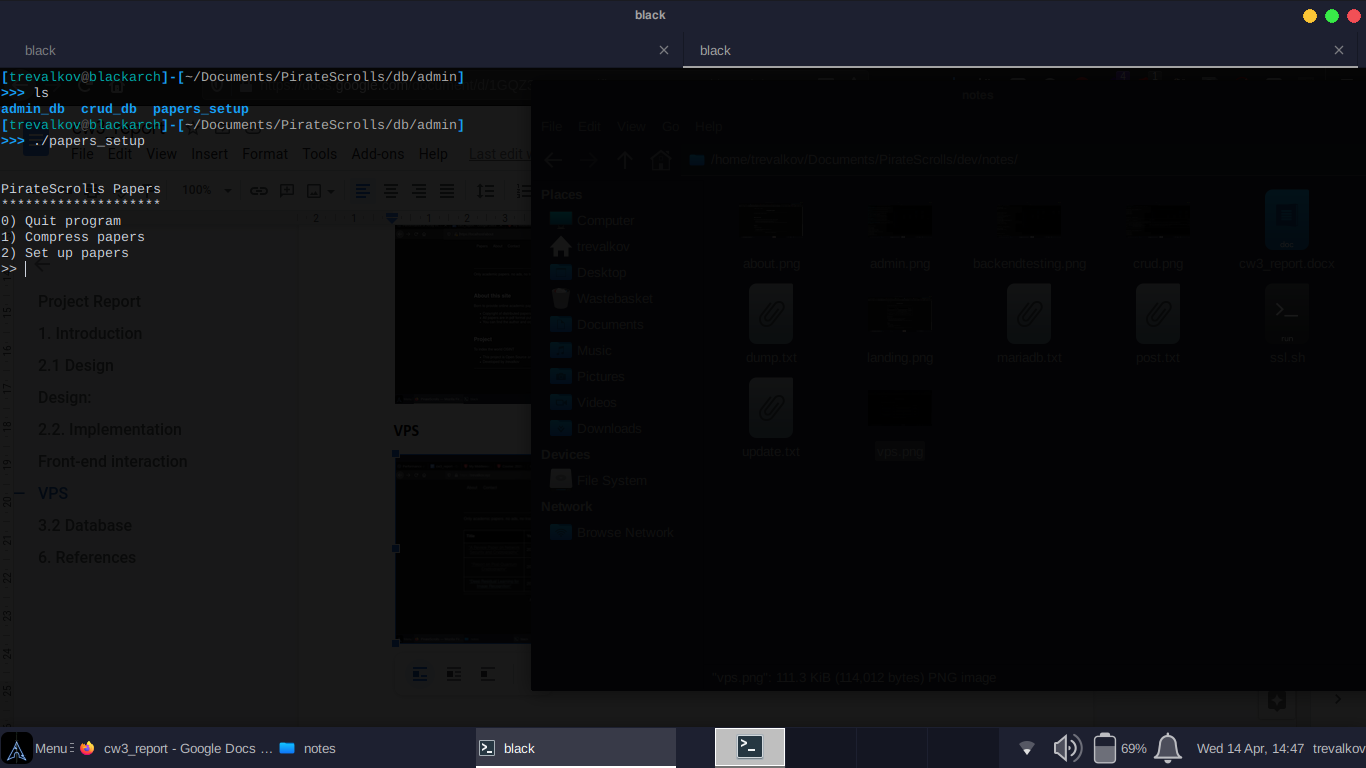 black
black
black
[trevalkov@blackarch]-[~/Documents/PirateScrolls/db/admin]
>>> ls
admin_db crud_db papers_setup
[trevalkov@blackarch]-[~/Documents/PirateScrolls/db/admin]
>>> ./papers_setup
PirateScrolls Papers
********************
0) Quit program
1) Compress papers
2) Set up papers
>>
File Edit View Insert Format Tools Add-ons Help
100%
2 1 1 2 3
Project Report
1. Introduction
2.1 Design
Design:
2.2. Implementation
Front-end interaction
VPS
3.2 Database
6. References
VPS
notes
File Edit View Go Help
/home/trevalkov/Documents/PirateScrolls/dev/notes/
Places
Computer
trevalkov
Desktop
Wastebasket
Documents
Music
Pictures
Videos
Downloads
Devices
File System
Network
Browse Network
about.png admin.png backendtesting.png crud.png cw3_report.docx
dump.txt landing.png mariadb.txt post.txt ssl.sh
update.txt vps.png
"vps.png": 111.3 KiB (114,012 bytes) PNG image
Menu cw3_report - Google Docs … notes black 69% Wed 14 Apr, 14:47 trevalkov